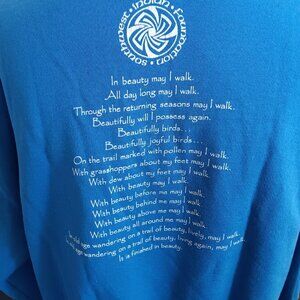 southwest • indian • foundation •
In beauty may I walk.
All day long may I walk.
Through the returning seasons may I walk.
Beautifully will I possess again.
Beautifully birds...
Beautifully joyful birds...
On the trail marked with pollen may I walk.
With grasshoppers about my feet may I walk.
With dew about my feet may I walk.
With beauty may I walk.
With beauty before me may I walk.
With beauty behind me may I walk.
With beauty above me may I walk.
With beauty all around me may I walk.
old age wandering on a trail of beauty, lively, may I walk.
age wandering on a trail of beauty, living again, may I walk.
It is finished in beauty.